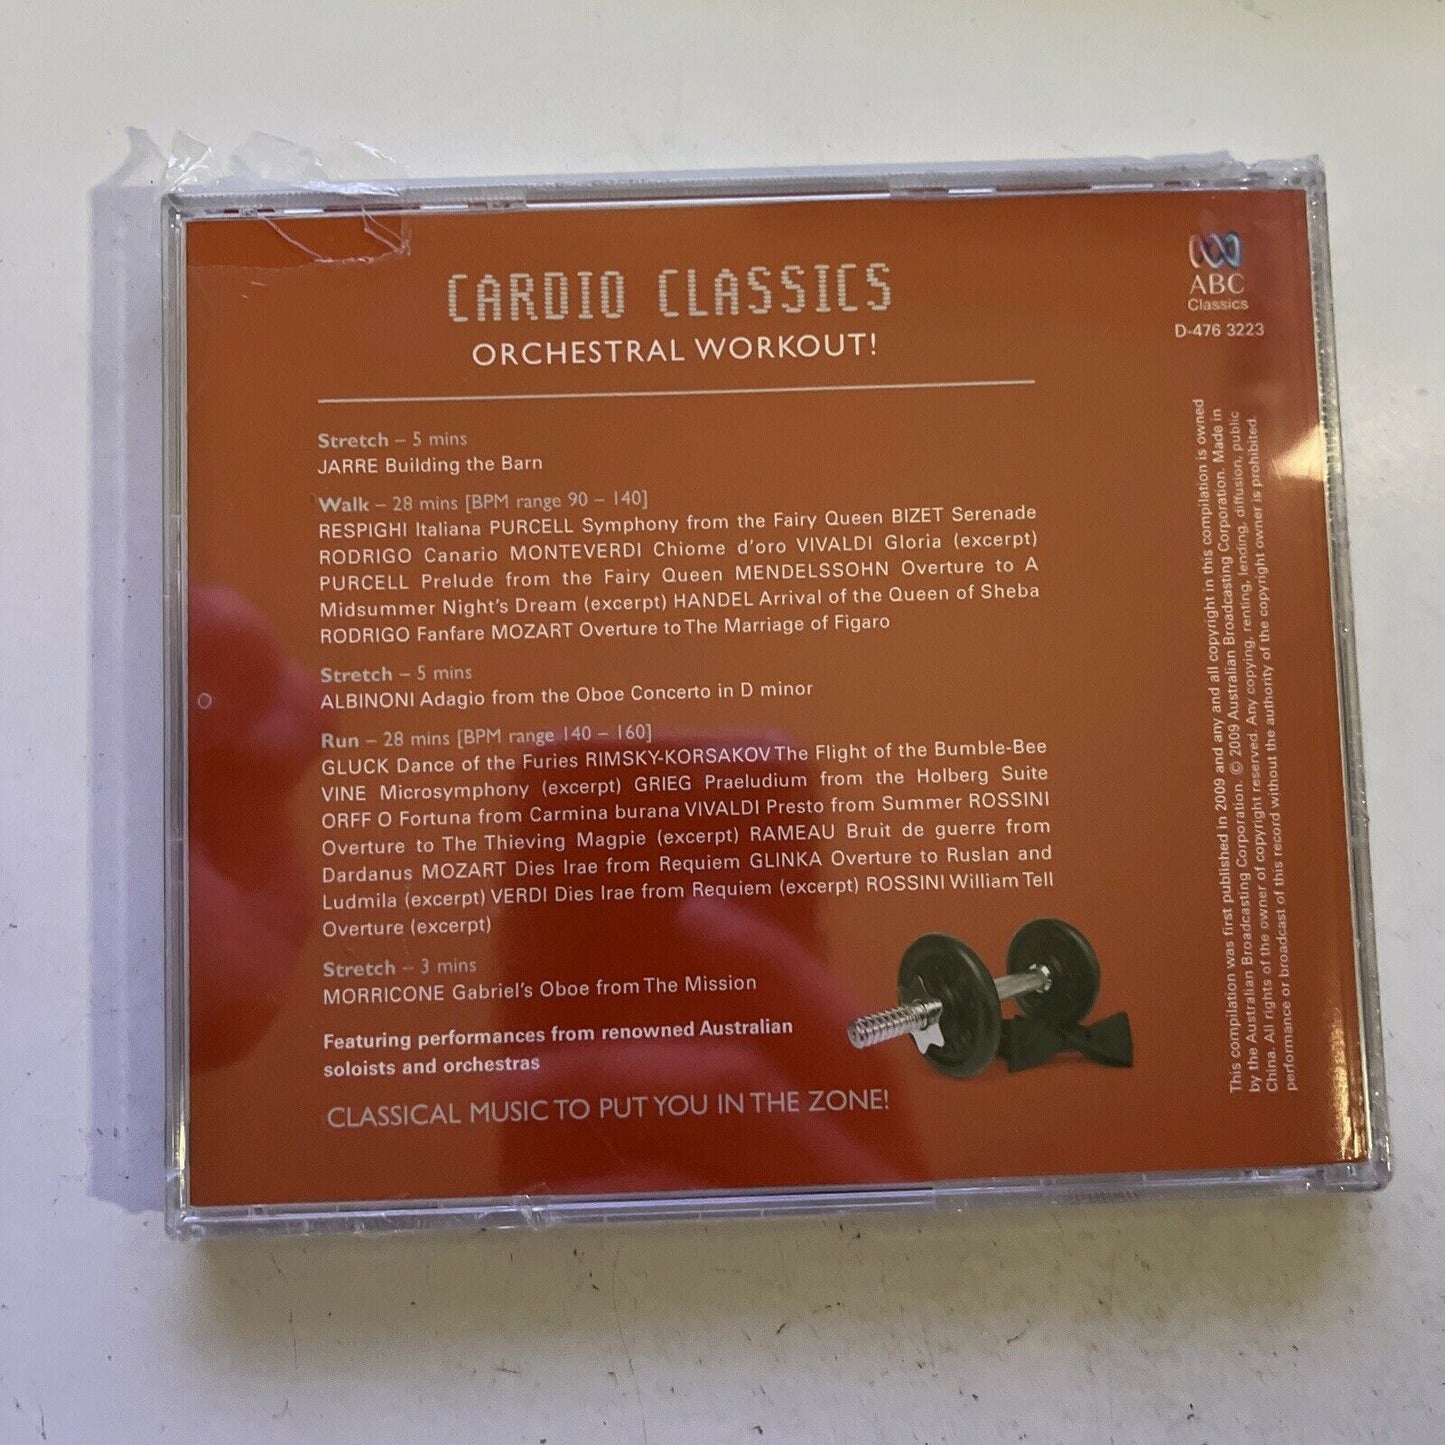 CARDIO CLASSICS
ORCHESTRAL WORKOUT!
ABC
Classics
D-476 3223
Stretch – 5 mins
JARRE Building the Barn
Walk – 28 mins [BPM range 90 – 140]
RESPIGHI Italiana PURCELL Symphony from the Fairy Queen BIZET Serenade
RODRIGO Canario MONTEVERDI Chiome d'oro VIVALDI Gloria (excerpt)
PURCELL Prelude from the Fairy Queen MENDELSSOHN Overture to A
Midsummer Night's Dream (excerpt) HANDEL Arrival of the Queen of Sheba
RODRIGO Fanfare MOZART Overture to The Marriage of Figaro
Stretch – 5 mins
ALBINONI Adagio from the Oboe Concerto in D minor
Run – 28 mins [BPM range 140 – 160]
GLUCK Dance of the Furies RIMSKY-KORSAKOV The Flight of the Bumble-Bee
VINE Microsymphony (excerpt) GRIEG Praeludium from the Holberg Suite
ORFF O Fortuna from Carmina burana VIVALDI Presto from Summer ROSSINI
Overture to The Thieving Magpie (excerpt) RAMEAU Bruit de guerre from
Dardanus MOZART Dies Irae from Requiem GLINKA Overture to Ruslan and
Ludmila (excerpt) VERDI Dies Irae from Requiem (excerpt) ROSSINI William Tell
Overture (excerpt)
Stretch – 3 mins
MORRICONE Gabriel's Oboe from The Mission
Featuring performances from renowned Australian
soloists and orchestras
CLASSICAL MUSIC TO PUT YOU IN THE ZONE!
This compilation was first published in 2009 and any and all copyright in this compilation is owned
by the Australian Broadcasting Corporation. © 2009 Australian Broadcasting Corporation. Made in
China. All rights of the owner of copyright reserved. Any copying, renting, lending, diffusion, public
performance or broadcast of this record without the authority of the copyright owner is prohibited.